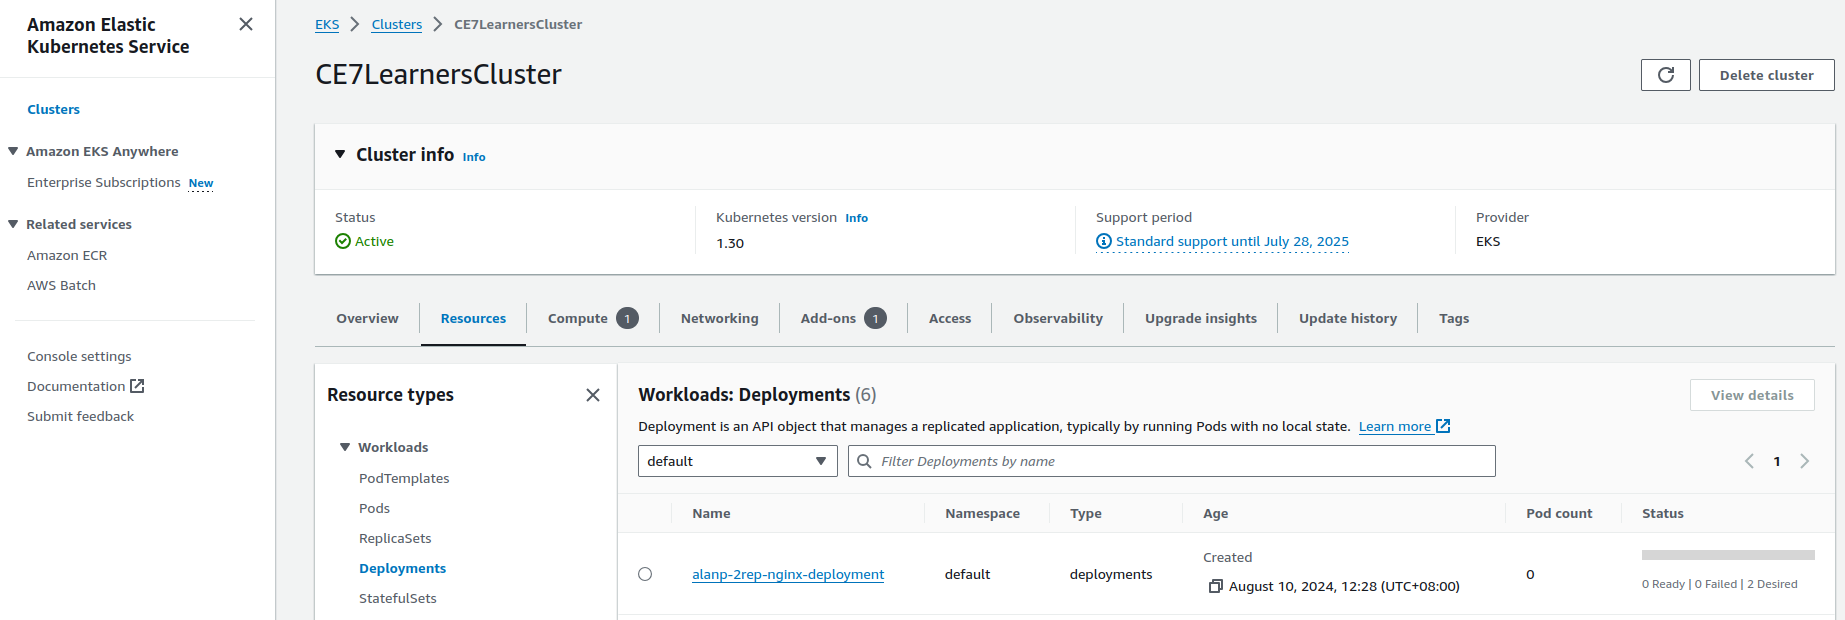 Amazon Elastic
Kubernetes Service
Clusters
Amazon EKS Anywhere
Enterprise Subscriptions New
Related services
Amazon ECR
AWS Batch
Console settings
Documentation
Submit feedback
EKS > Clusters > CE7LearnersCluster
CE7LearnersCluster
Delete cluster
Cluster info Info
Status
Active
Kubernetes version Info
1.30
Support period
Standard support until July 28, 2025
Provider
EKS
Overview Resources Compute 1 Networking Add-ons 1 Access Observability Upgrade insights Update history Tags
Resource types
Workloads
PodTemplates
Pods
ReplicaSets
Deployments
StatefulSets
Workloads: Deployments (6)
View details
Deployment is an API object that manages a replicated application, typically by running Pods with no local state. Learn more
default
Filter Deployments by name
1
Name Namespace Type Age Pod count Status
alanp-2rep-nginx-deployment default deployments
Created
August 10, 2024, 12:28 (UTC+08:00)
0
0 Ready | 0 Failed | 2 Desired